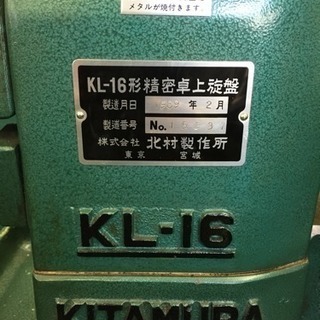 メタルが焼付きます。
KL-16形精密卓上旋盤
製造月日 年2月
製造番号 No.
株式会社 北村製作所
東京 宮城
KL-16
KITAMURA